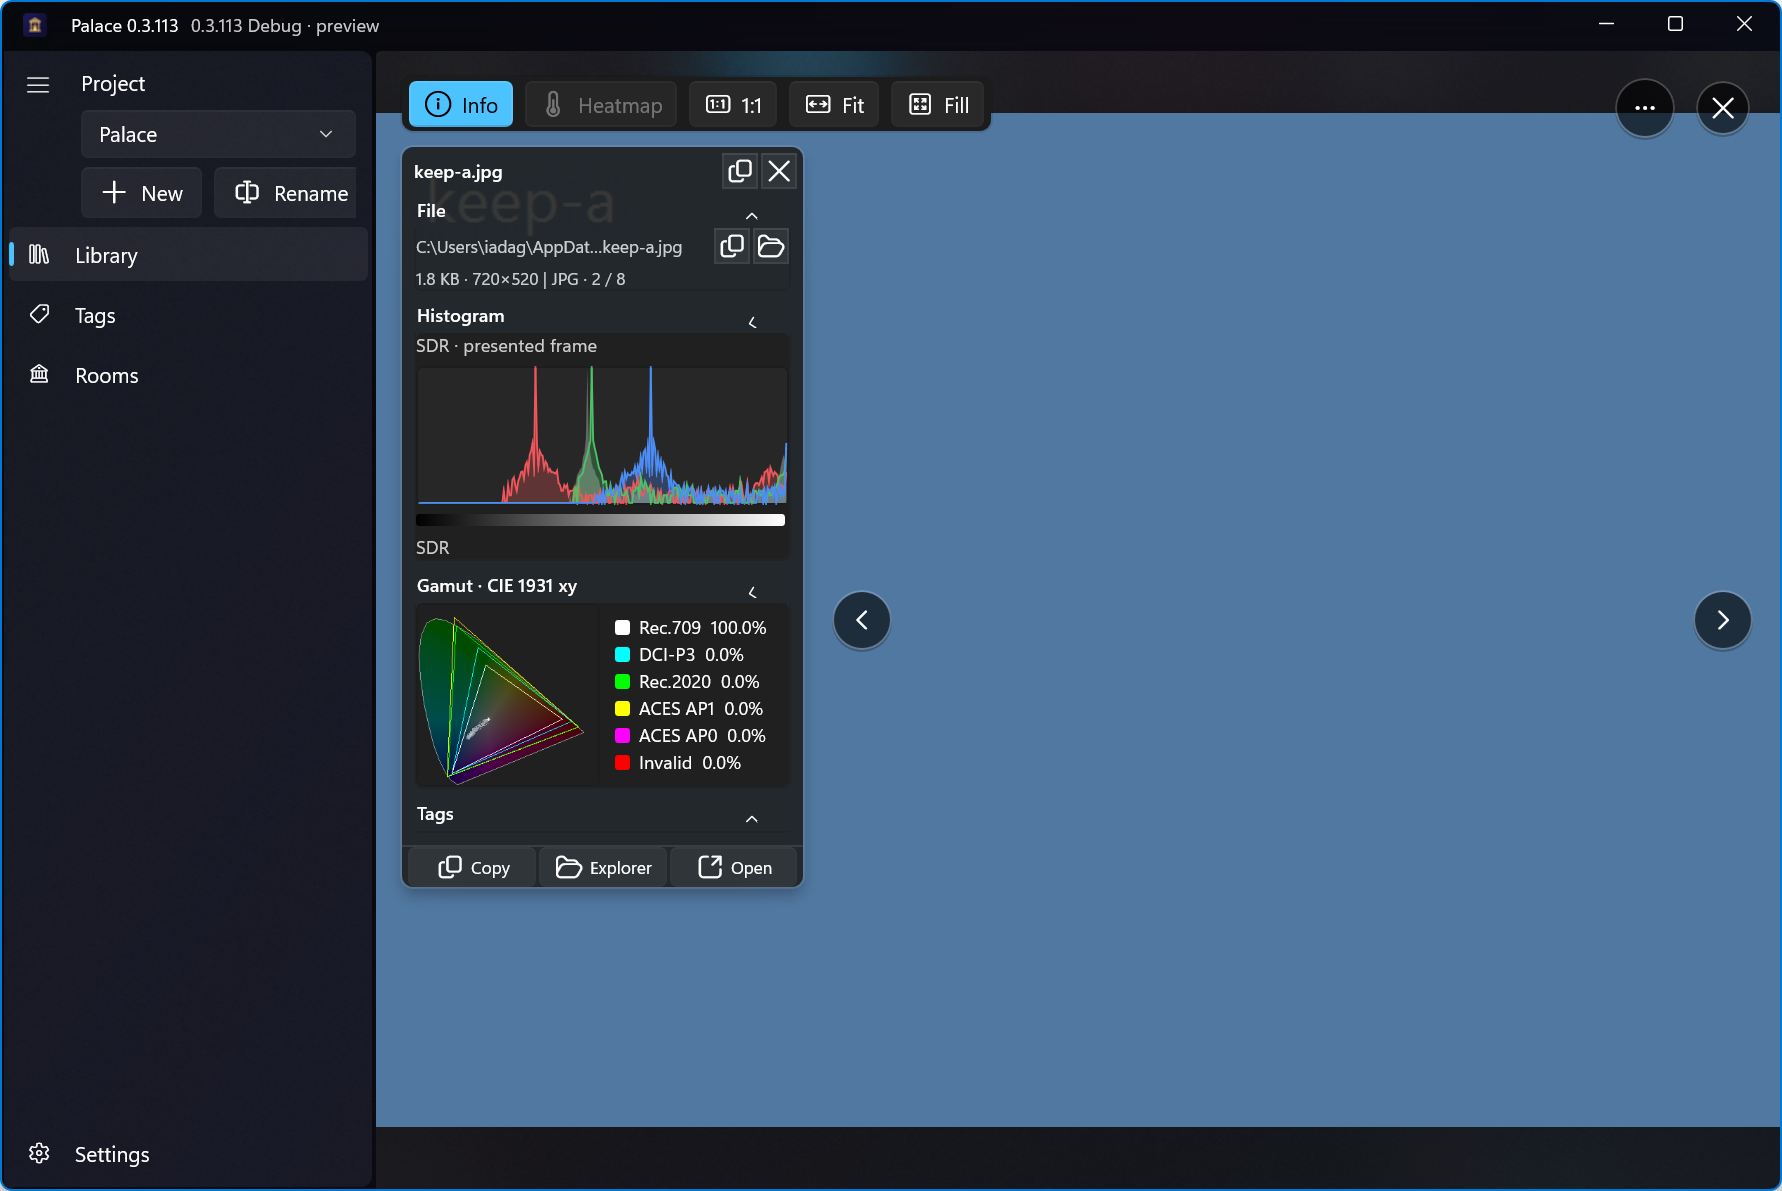 Palace 0.3.113 0.3.113 Debug · preview
Project
Palace
New
Rename
Library
Tags
Rooms
Settings
Info
Heatmap
1:1 1:1
Fit
Fill
keep-a.jpg
keep-a
File
C:\Users\iadag\AppDat...keep-a.jpg
1.8 KB · 720×520 | JPG · 2 / 8
Histogram
SDR · presented frame
SDR
Gamut · CIE 1931 xy
Rec.709 100.0%
DCI-P3 0.0%
Rec.2020 0.0%
ACES AP1 0.0%
ACES AP0 0.0%
Invalid 0.0%
Tags
Copy
Explorer
Open